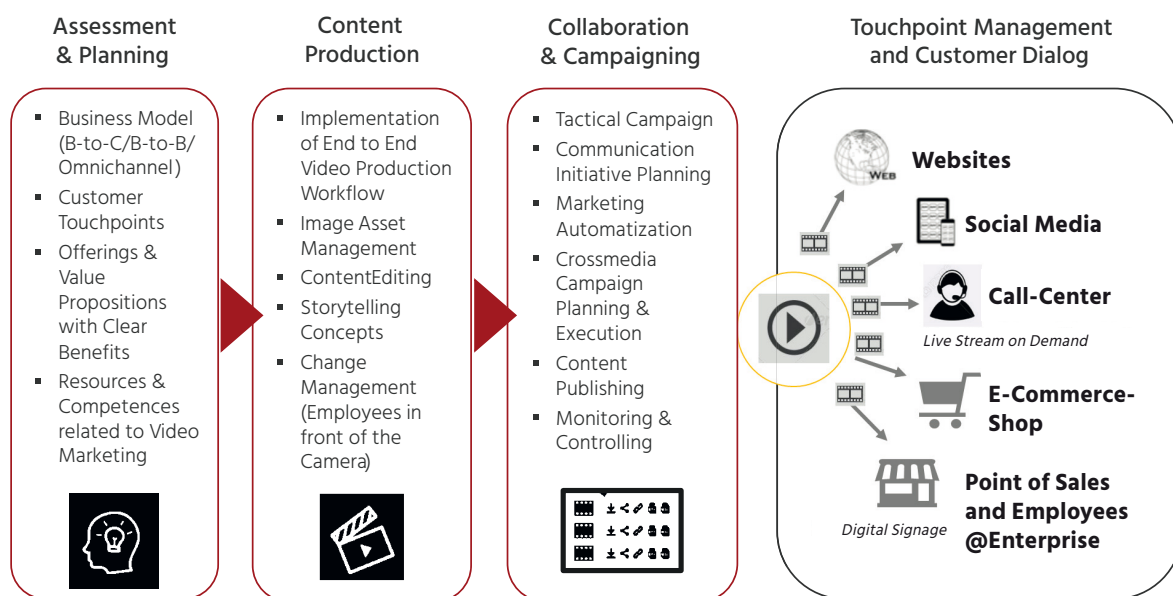 Assessment
& Planning
Business Model
(B-to-C/B-to-B/
Omnichannel)
Customer
Touchpoints
Offerings &
Value
Propositions
with Clear
Benefits
Resources &
Competences
related to Video
Marketing
Content
Production
Implementation
of End to End
Video Production
Workflow
Image Asset
Management
ContentEditing
Storytelling
Concepts
Change
Management
(Employees in
front of the
Camera)
Collaboration
& Campaigning
Tactical Campaign
Communication
Initiative Planning
Marketing
Automatization
Crossmedia
Campaign
Planning &
Execution
Content
Publishing
Monitoring &
Controlling
Touchpoint Management
and Customer Dialog
WEB
Websites
Social Media
Call-Center
Live Stream on Demand
E-Commerce-
Shop
Point of Sales
and Employees
@Enterprise
Digital Signage